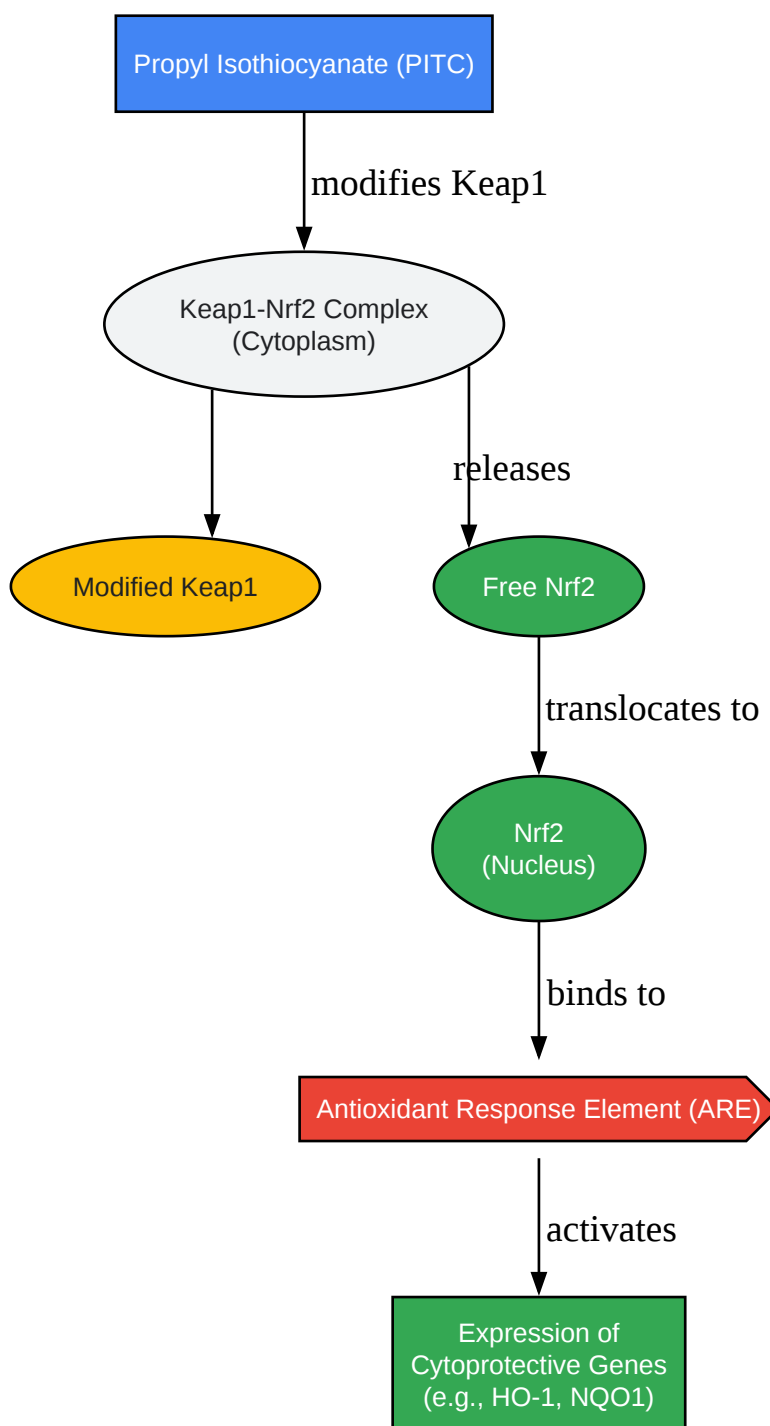 Propyl Isothiocyanate (PITC)
modifies Keap1
Keap1-Nrf2 Complex
(Cytoplasm)
releases
Modified Keap1
Free Nrf2
translocates to
Nrf2
(Nucleus)
binds to
Antioxidant Response Element (ARE)
activates
Expression of
Cytoprotective Genes
(e.g., HO-1, NQO1)